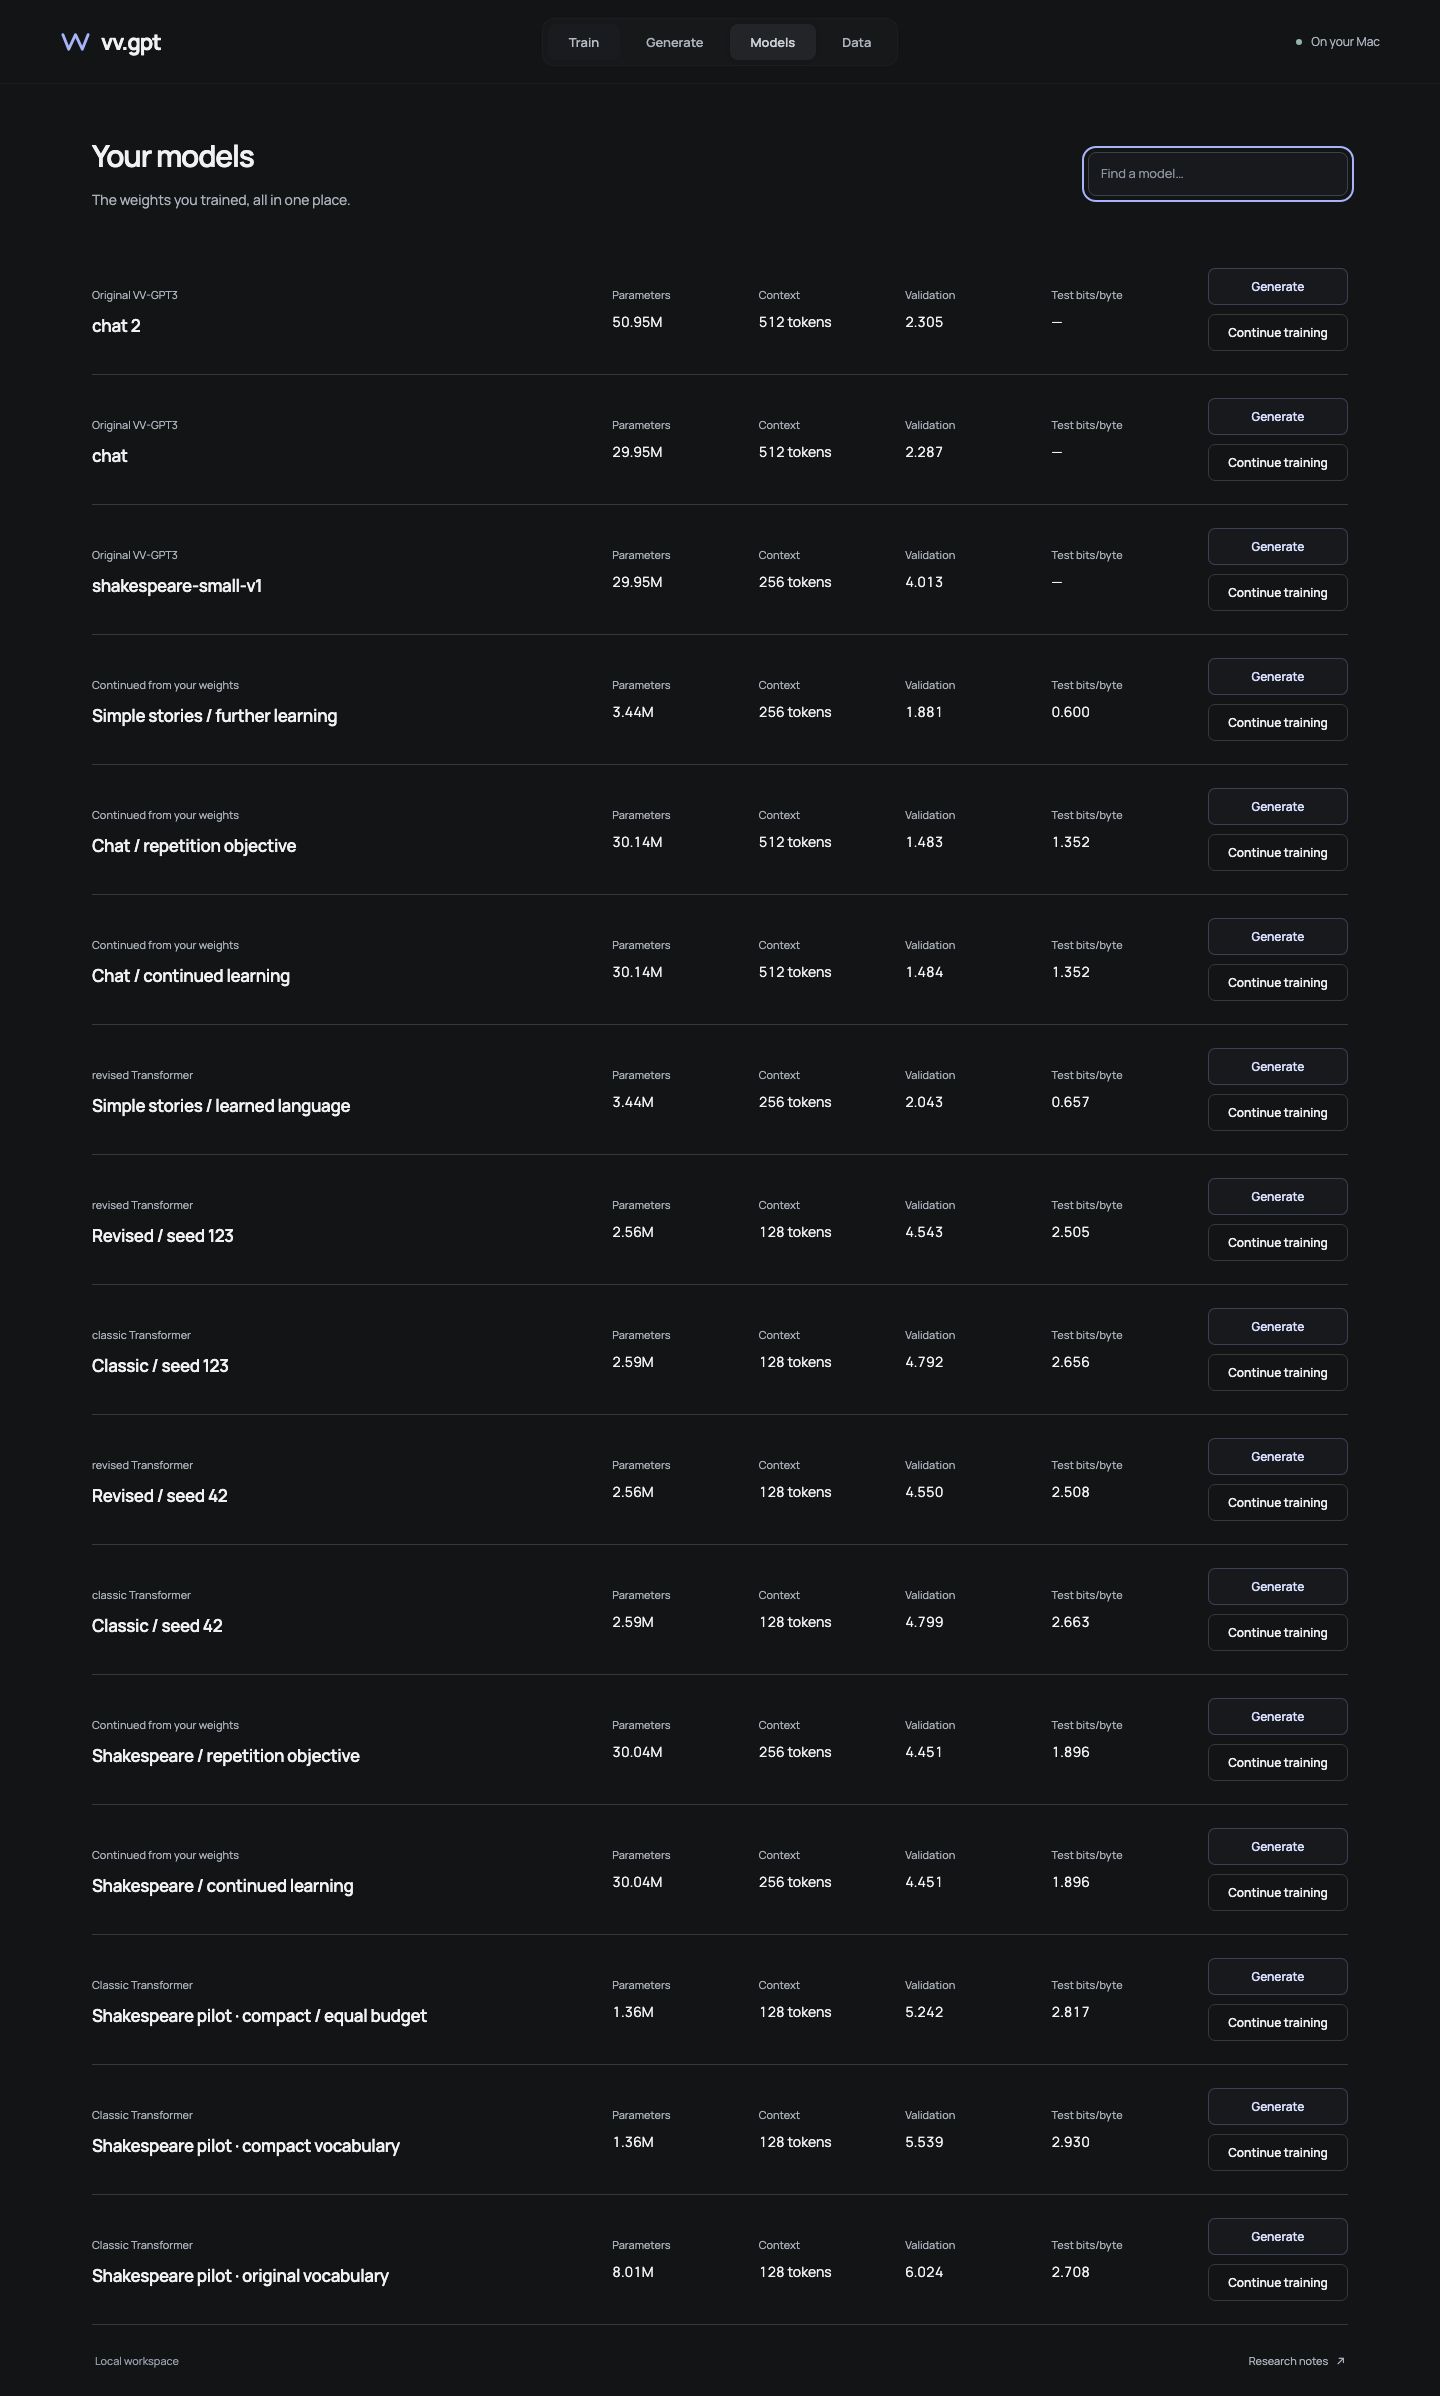 vv.gpt
Train Generate Models Data
On your Mac
Your models
The weights you trained, all in one place.
Find a model...
Original VV-GPT3 Parameters Context Validation Test bits/byte Generate
chat 2 50.95M 512 tokens 2.305 — Continue training
Original VV-GPT3 Parameters Context Validation Test bits/byte Generate
chat 29.95M 512 tokens 2.287 — Continue training
Original VV-GPT3 Parameters Context Validation Test bits/byte Generate
shakespeare-small-v1 29.95M 256 tokens 4.013 — Continue training
Continued from your weights Parameters Context Validation Test bits/byte Generate
Simple stories / further learning 3.44M 256 tokens 1.881 0.600 Continue training
Continued from your weights Parameters Context Validation Test bits/byte Generate
Chat / repetition objective 30.14M 512 tokens 1.483 1.352 Continue training
Continued from your weights Parameters Context Validation Test bits/byte Generate
Chat / continued learning 30.14M 512 tokens 1.484 1.352 Continue training
revised Transformer Parameters Context Validation Test bits/byte Generate
Simple stories / learned language 3.44M 256 tokens 2.043 0.657 Continue training
revised Transformer Parameters Context Validation Test bits/byte Generate
Revised / seed 123 2.56M 128 tokens 4.543 2.505 Continue training
classic Transformer Parameters Context Validation Test bits/byte Generate
Classic / seed 123 2.59M 128 tokens 4.792 2.656 Continue training
revised Transformer Parameters Context Validation Test bits/byte Generate
Revised / seed 42 2.56M 128 tokens 4.550 2.508 Continue training
classic Transformer Parameters Context Validation Test bits/byte Generate
Classic / seed 42 2.59M 128 tokens 4.799 2.663 Continue training
Continued from your weights Parameters Context Validation Test bits/byte Generate
Shakespeare / repetition objective 30.04M 256 tokens 4.451 1.896 Continue training
Continued from your weights Parameters Context Validation Test bits/byte Generate
Shakespeare / continued learning 30.04M 256 tokens 4.451 1.896 Continue training
Classic Transformer Parameters Context Validation Test bits/byte Generate
Shakespeare pilot · compact / equal budget 1.36M 128 tokens 5.242 2.817 Continue training
Classic Transformer Parameters Context Validation Test bits/byte Generate
Shakespeare pilot · compact vocabulary 1.36M 128 tokens 5.539 2.930 Continue training
Classic Transformer Parameters Context Validation Test bits/byte Generate
Shakespeare pilot · original vocabulary 8.01M 128 tokens 6.024 2.708 Continue training
Local workspace Research notes ↗